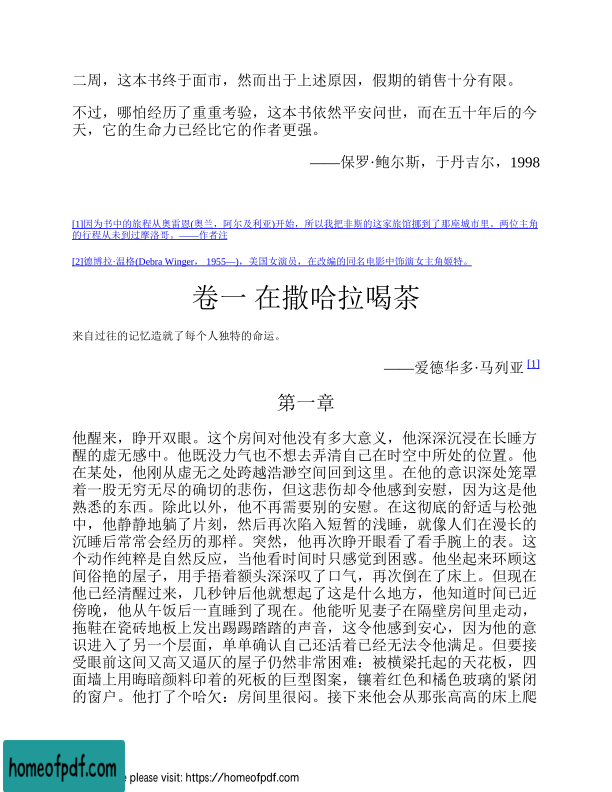 二周，这本书终于面市，然而出于上述原因，假期的销售十分有限。
不过，哪怕经历了重重考验，这本书依然平安问世，而在五十年后的今
天，它的生命力已经比它的作者更强。
——保罗·鲍尔斯，于丹吉尔，1998
[1]因为书中的旅程从奥雷恩(奥兰，阿尔及利亚)开始，所以我把非斯的这家旅馆挪到了那座城市里。两位主角
的行程从未到过摩洛哥。——作者注
[2]德博拉·温格(Debra Winger， 1955—)，美国女演员，在改编的同名电影中饰演女主角姬特。
卷一 在撒哈拉喝茶
来自过往的记忆造就了每个人独特的命运。
——爱德华多·马列亚 [1]
第一章
他醒来，睁开双眼。这个房间对他没有多大意义，他深深沉浸在长睡方
醒的虚无感中。他既没力气也不想去弄清自己在时空中所处的位置。他
在某处，他刚从虚无之处跨越浩渺空间回到这里。在他的意识深处笼罩
着一股无穷无尽的确切的悲伤，但这悲伤却令他感到安慰，因为这是他
熟悉的东西。除此以外，他不再需要别的安慰。在这彻底的舒适与松弛
中，他静静地躺了片刻，然后再次陷入短暂的浅睡，就像人们在漫长的
沉睡后常常会经历的那样。突然，他再次睁开眼看了看手腕上的表。这
个动作纯粹是自然反应，当他看时间时只感觉到困惑。他坐起来环顾这
间俗艳的屋子，用手捂着额头深深叹了口气，再次倒在了床上。但现在
他已经清醒过来，几秒钟后他就想起了这是什么地方，他知道时间已近
傍晚，他从午饭后一直睡到了现在。他能听见妻子在隔壁房间里走动，
拖鞋在瓷砖地板上发出踢踢踏踏的声音，这令他感到安心，因为他的意
识进入了另一个层面，单单确认自己还活着已经无法令他满足。但要接
受眼前这间又高又逼仄的屋子仍然非常困难：被横梁托起的天花板，四
面墙上用晦暗颜料印着的死板的巨型图案，镶着红色和橘色玻璃的紧闭
的窗户。他打了个哈欠：房间里很闷。接下来他会从那张高高的床上爬
homeofpdf.com
e please visit: https://homeofpdf.com